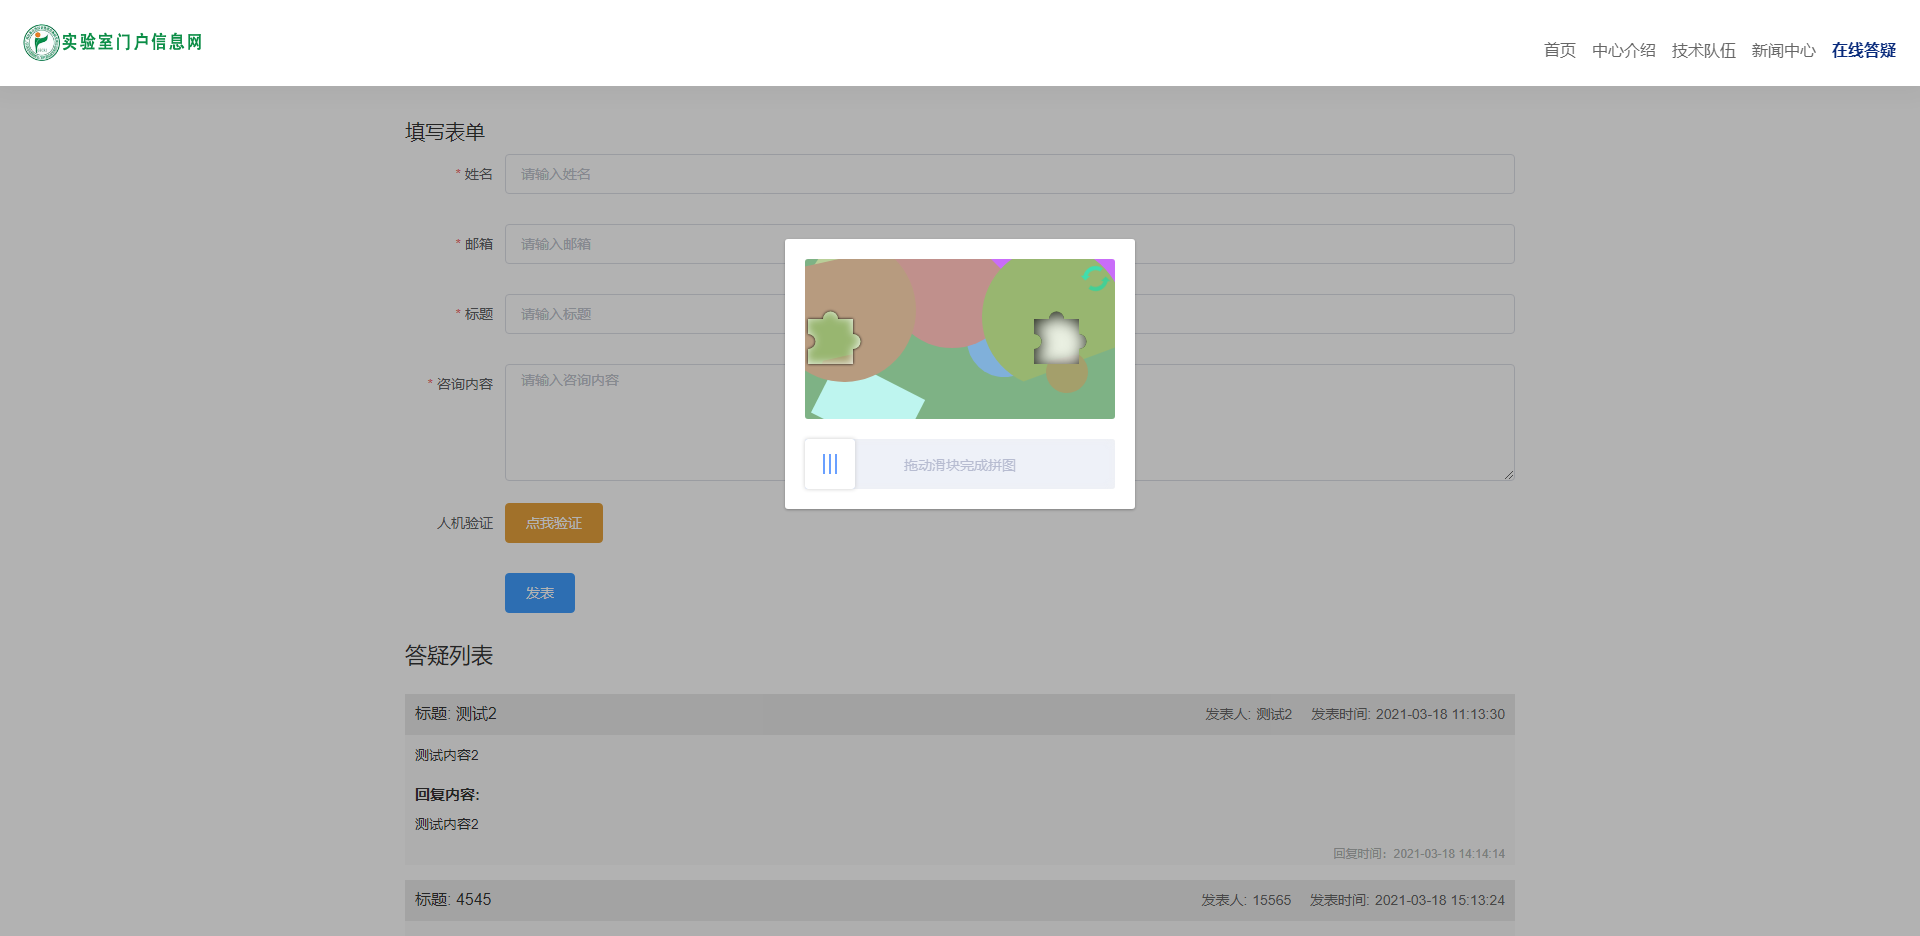 实验室门户信息网
首页 中心介绍 技术队伍 新闻中心 在线答疑
填写表单
* 姓名 请输入姓名
* 邮箱 请输入邮箱
* 标题 请输入标题
* 咨询内容 请输入咨询内容
拖动滑块完成拼图
人机验证 点我验证
发表
答疑列表
标题: 测试2 发表人: 测试2 发表时间: 2021-03-18 11:13:30
测试内容2
回复内容:
测试内容2
回复时间：2021-03-18 14:14:14
标题: 4545 发表人: 15565 发表时间: 2021-03-18 15:13:24